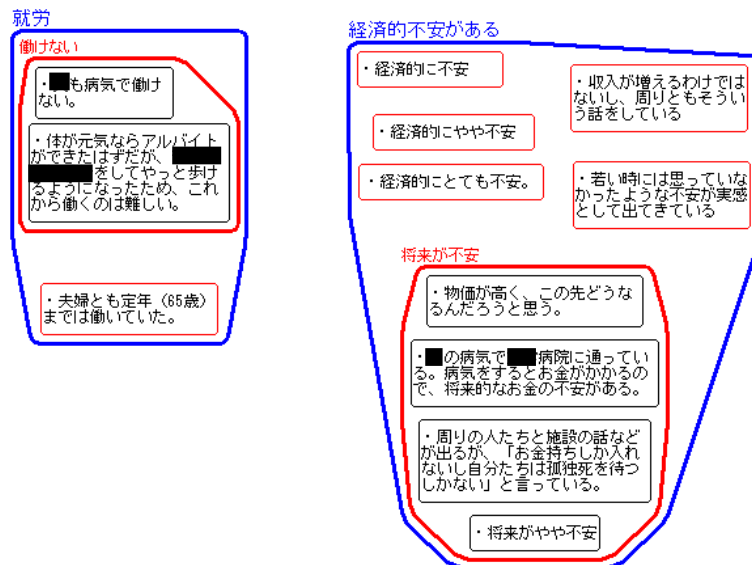 就労
働けない
・ も病気で働け
ない。
・体が元気ならアルバイト
ができたはずだが、
をしてやっと歩け
るようになったため、これ
から働くのは難しい。
・夫婦とも定年（65歳）
までは働いていた。
経済的不安がある
・経済的に不安
・経済的にやや不安
・経済的にとても不安。
・収入が増えるわけでは
ないし、周りともそうい
う話をしている
・若い時には思っていな
かったような不安が実感
として出てきている
将来が不安
・物価が高く、この先どうな
るんだろうと思う。
・ の病気で 病院に通ってい
る。病気をするとお金がかかるの
で、将来的なお金の不安がある。
・周りの人たちと施設の話など
が出るが、「お金持ちしか入れ
ないし自分たちは孤独死を待つ
しかない」と言っている。
・将来がやや不安